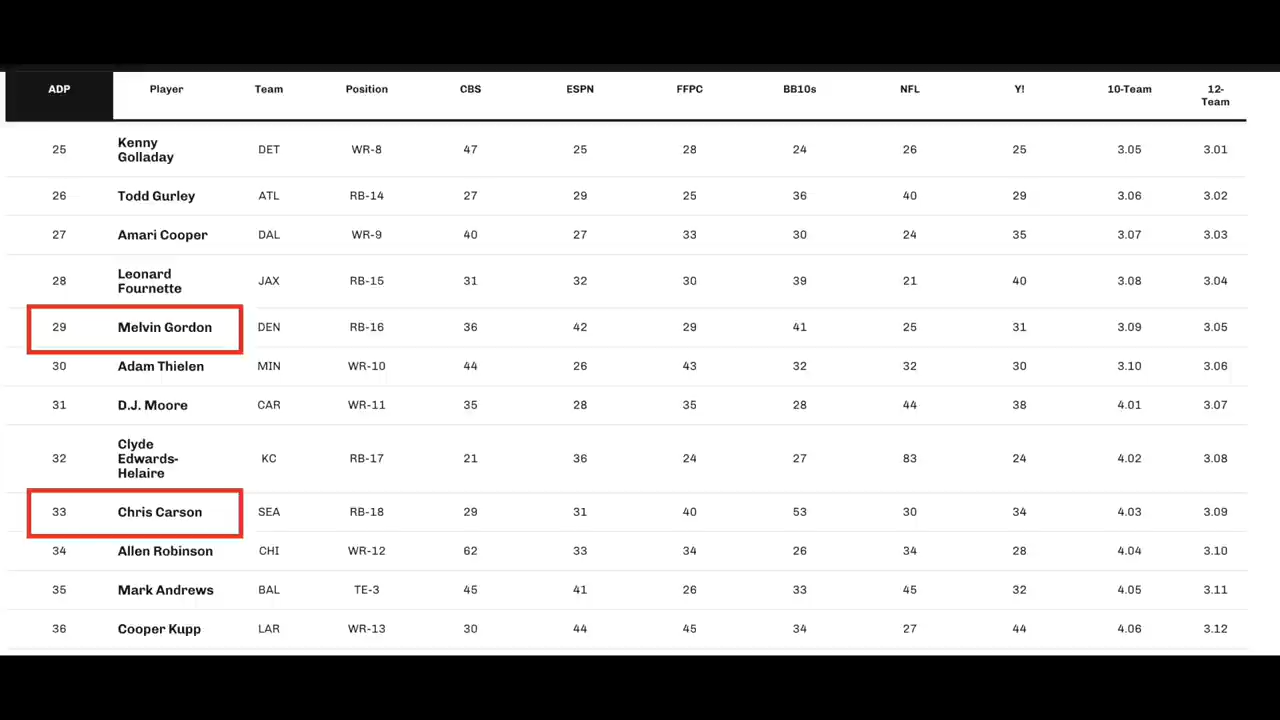 ADP Player Team Position CBS ESPN FFPC BB10s NFL Y! 10-Team 12-
Team
25 Kenny Golladay DET WR-8 47 25 28 24 26 25 3.05 3.01
26 Todd Gurley ATL RB-14 27 29 25 36 40 29 3.06 3.02
27 Amari Cooper DAL WR-9 40 27 33 30 24 35 3.07 3.03
28 Leonard Fournette JAX RB-15 31 32 30 39 21 40 3.08 3.04
29 Melvin Gordon DEN RB-16 36 42 29 41 25 31 3.09 3.05
30 Adam Thielen MIN WR-10 44 26 43 32 32 30 3.10 3.06
31 D.J. Moore CAR WR-11 35 28 35 28 44 38 4.01 3.07
32 Clyde Edwards-Helaire KC RB-17 21 36 24 27 83 24 4.02 3.08
33 Chris Carson SEA RB-18 29 31 40 53 30 34 4.03 3.09
34 Allen Robinson CHI WR-12 62 33 34 26 34 28 4.04 3.10
35 Mark Andrews BAL TE-3 45 41 26 33 45 32 4.05 3.11
36 Cooper Kupp LAR WR-13 30 44 45 34 27 44 4.06 3.12